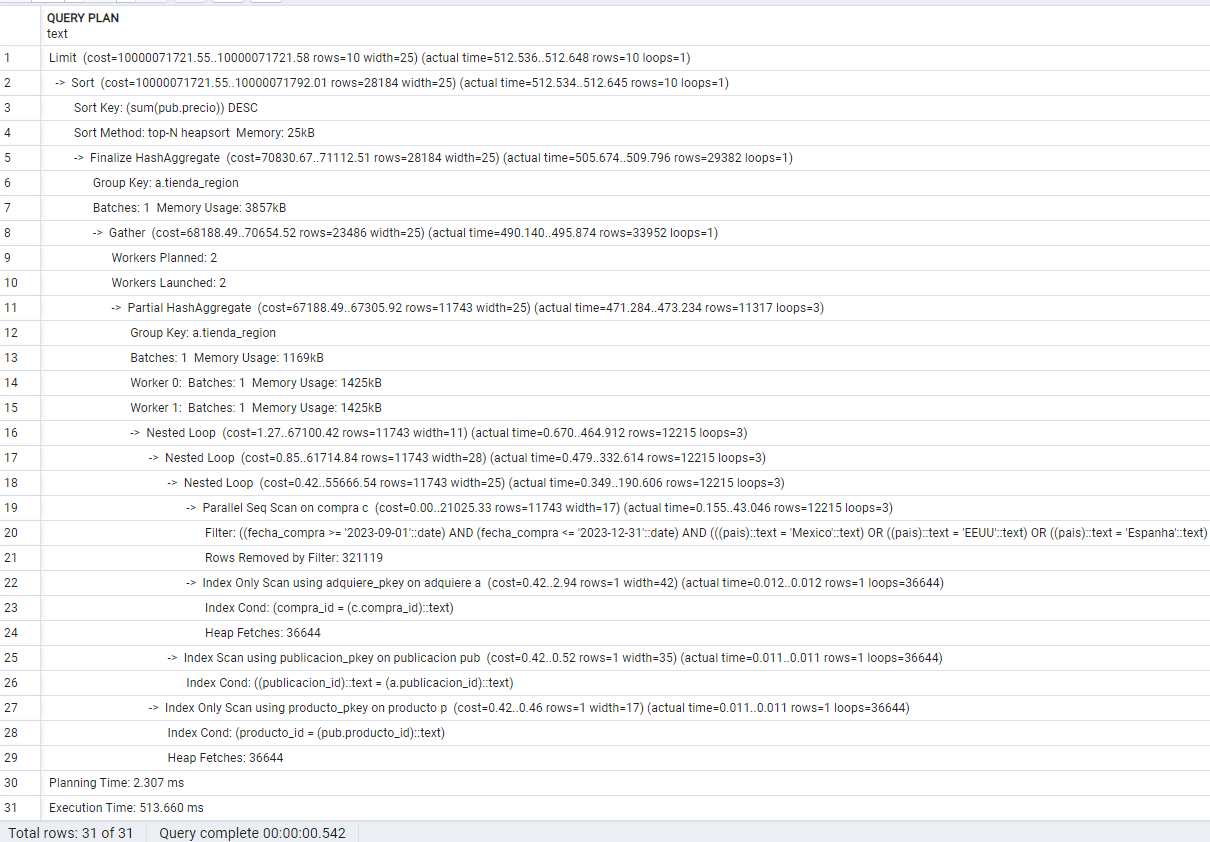 QUERY PLAN
text
1 Limit (cost=10000071721.55..10000071721.58 rows=10 width=25) (actual time=512.536..512.648 rows=10 loops=1)
2 -> Sort (cost=10000071721.55..10000071792.01 rows=28184 width=25) (actual time=512.534..512.645 rows=10 loops=1)
3 Sort Key: (sum(pub.precio)) DESC
4 Sort Method: top-N heapsort Memory: 25kB
5 -> Finalize HashAggregate (cost=70830.67..71112.51 rows=28184 width=25) (actual time=505.674..509.796 rows=29382 loops=1)
6 Group Key: a.tienda_region
7 Batches: 1 Memory Usage: 3857kB
8 -> Gather (cost=68188.49..70654.52 rows=23486 width=25) (actual time=490.140..495.874 rows=33952 loops=1)
9 Workers Planned: 2
10 Workers Launched: 2
11 -> Partial HashAggregate (cost=67188.49..67305.92 rows=11743 width=25) (actual time=471.284..473.234 rows=11317 loops=3)
12 Group Key: a.tienda_region
13 Batches: 1 Memory Usage: 1169kB
14 Worker 0: Batches: 1 Memory Usage: 1425kB
15 Worker 1: Batches: 1 Memory Usage: 1425kB
16 -> Nested Loop (cost=1.27..67100.42 rows=11743 width=11) (actual time=0.670..464.912 rows=12215 loops=3)
17 -> Nested Loop (cost=0.85..61714.84 rows=11743 width=28) (actual time=0.479..332.614 rows=12215 loops=3)
18 -> Nested Loop (cost=0.42..55666.54 rows=11743 width=25) (actual time=0.349..190.606 rows=12215 loops=3)
19 -> Parallel Seq Scan on compra c (cost=0.00..21025.33 rows=11743 width=17) (actual time=0.155..43.046 rows=12215 loops=3)
20 Filter: ((fecha_compra >= '2023-09-01'::date) AND (fecha_compra <= '2023-12-31'::date) AND (((pais)::text = 'Mexico'::text) OR ((pais)::text = 'EEUU'::text) OR ((pais)::text = 'Espanha'::text)
21 Rows Removed by Filter: 321119
22 -> Index Only Scan using adquiere_pkey on adquiere a (cost=0.42..2.94 rows=1 width=42) (actual time=0.012..0.012 rows=1 loops=36644)
23 Index Cond: (compra_id = (c.compra_id)::text)
24 Heap Fetches: 36644
25 -> Index Scan using publicacion_pkey on publicacion pub (cost=0.42..0.52 rows=1 width=35) (actual time=0.011..0.011 rows=1 loops=36644)
26 Index Cond: ((publicacion_id)::text = (a.publicacion_id)::text)
27 -> Index Only Scan using producto_pkey on producto p (cost=0.42..0.46 rows=1 width=17) (actual time=0.011..0.011 rows=1 loops=36644)
28 Index Cond: (producto_id = (pub.producto_id)::text)
29 Heap Fetches: 36644
30 Planning Time: 2.307 ms
31 Execution Time: 513.660 ms
Total rows: 31 of 31 Query complete 00:00:00.542